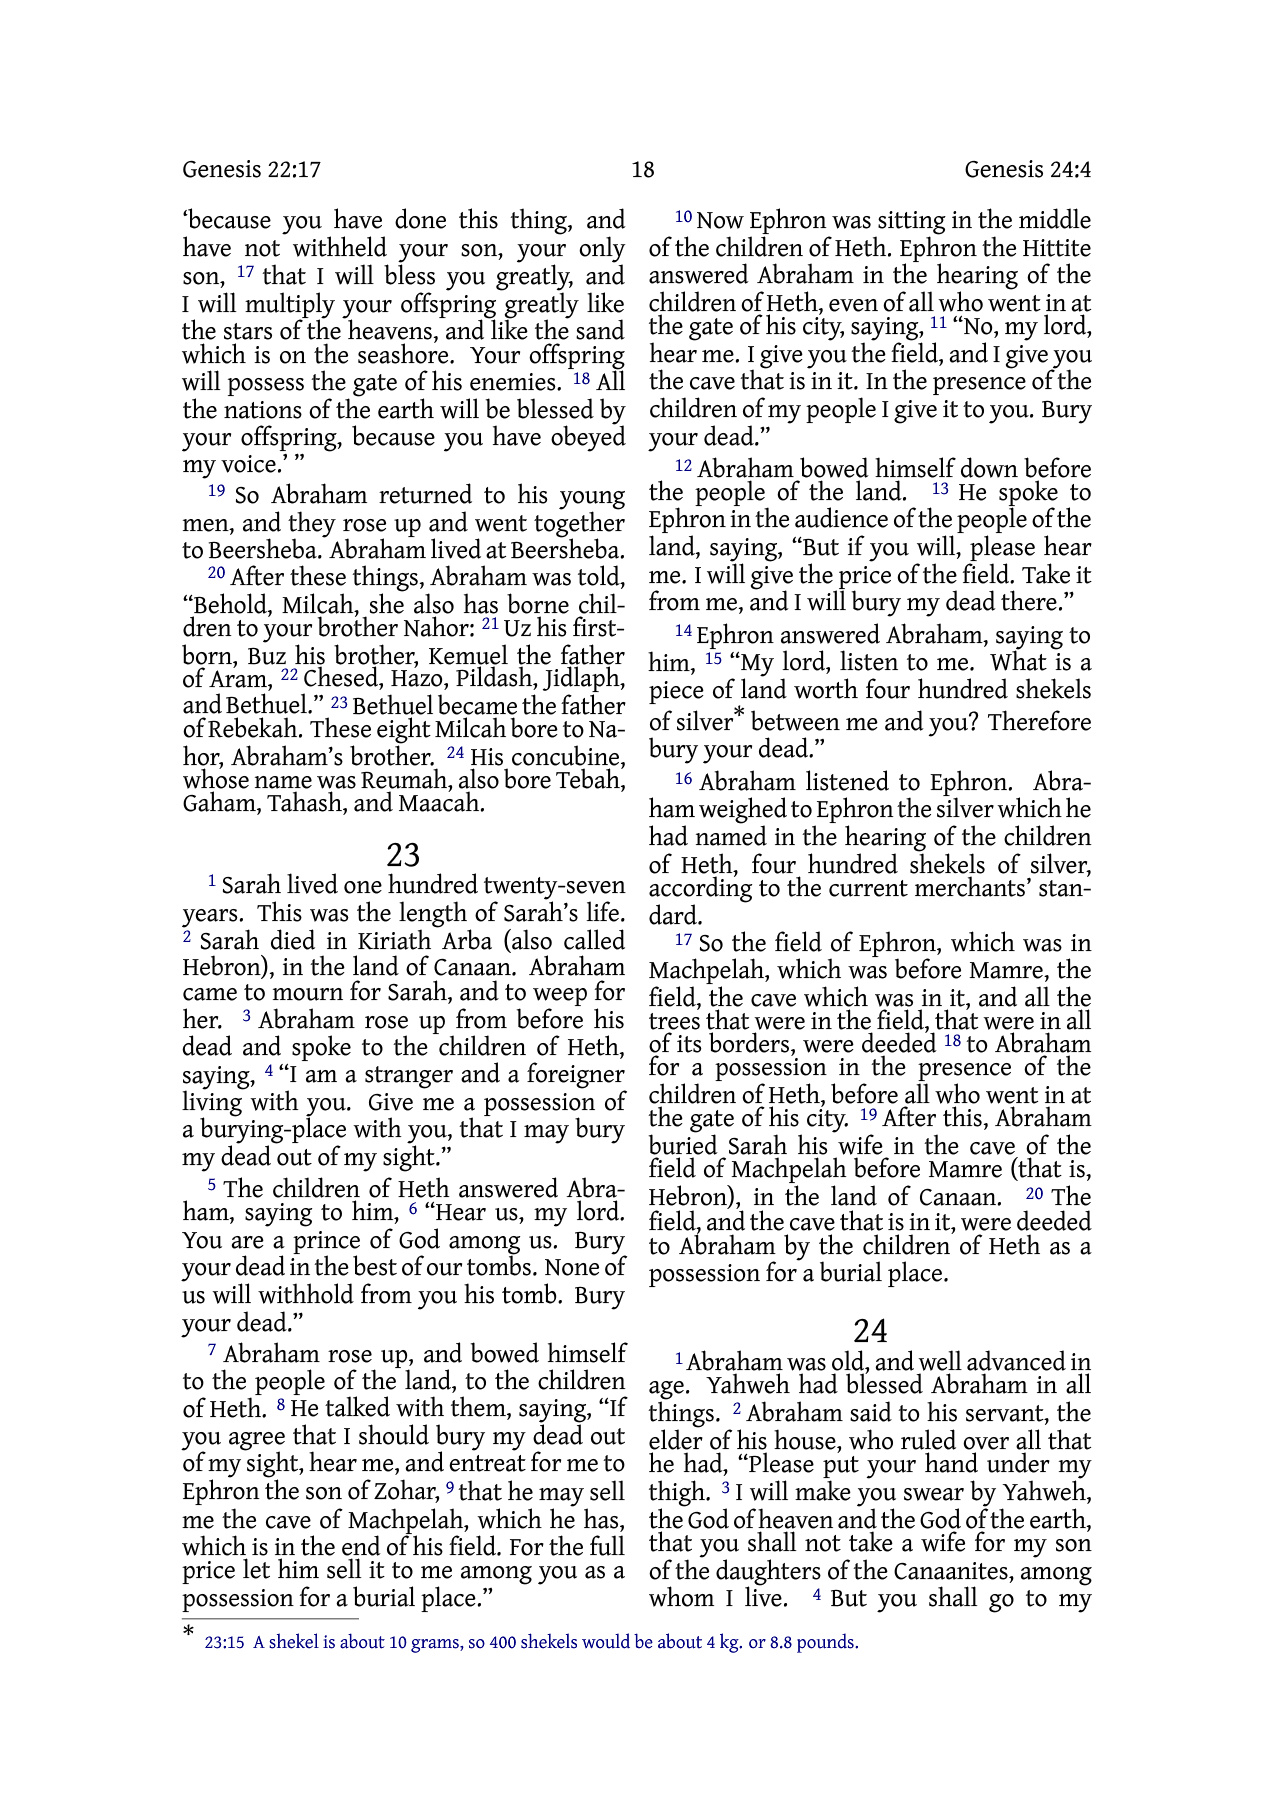 Genesis 22:17 18 Genesis 24:4
‘because you have done this thing, and
have not withheld your son, your only
son, 17 that I will bless you greatly, and
I will multiply your offspring greatly like
the stars of the heavens, and like the sand
which is on the seashore. Your offspring
will possess the gate of his enemies. 18 All
the nations of the earth will be blessed by
your offspring, because you have obeyed
my voice.’ ”
19 So Abraham returned to his young
men, and they rose up and went together
to Beersheba. Abraham lived at Beersheba.
20 After these things, Abraham was told,
“Behold, Milcah, she also has borne chil-
dren to your brother Nahor: 21 Uz his first-
born, Buz his brother, Kemuel the father
of Aram, 22 Chesed, Hazo, Pildash, Jidlaph,
and Bethuel.” 23 Bethuel became the father
of Rebekah. These eight Milcah bore to Na-
hor, Abraham’s brother. 24 His concubine,
whose name was Reumah, also bore Tebah,
Gaham, Tahash, and Maacah.
23
1 Sarah lived one hundred twenty-seven
years. This was the length of Sarah’s life.
2 Sarah died in Kiriath Arba (also called
Hebron), in the land of Canaan. Abraham
came to mourn for Sarah, and to weep for
her. 3 Abraham rose up from before his
dead and spoke to the children of Heth,
saying, 4 “I am a stranger and a foreigner
living with you. Give me a possession of
a burying-place with you, that I may bury
my dead out of my sight.”
5 The children of Heth answered Abra-
ham, saying to him, 6 “Hear us, my lord.
You are a prince of God among us. Bury
your dead in the best of our tombs. None of
us will withhold from you his tomb. Bury
your dead.”
7 Abraham rose up, and bowed himself
to the people of the land, to the children
of Heth. 8 He talked with them, saying, “If
you agree that I should bury my dead out
of my sight, hear me, and entreat for me to
Ephron the son of Zohar, 9 that he may sell
me the cave of Machpelah, which he has,
which is in the end of his field. For the full
price let him sell it to me among you as a
possession for a burial place.”
10 Now Ephron was sitting in the middle
of the children of Heth. Ephron the Hittite
answered Abraham in the hearing of the
children of Heth, even of all who went in at
the gate of his city, saying, 11 “No, my lord,
hear me. I give you the field, and I give you
the cave that is in it. In the presence of the
children of my people I give it to you. Bury
your dead.”
12 Abraham bowed himself down before
the people of the land. 13 He spoke to
Ephron in the audience of the people of the
land, saying, “But if you will, please hear
me. I will give the price of the field. Take it
from me, and I will bury my dead there.”
14 Ephron answered Abraham, saying to
him, 15 “My lord, listen to me. What is a
piece of land worth four hundred shekels
of silver* between me and you? Therefore
bury your dead.”
16 Abraham listened to Ephron. Abra-
ham weighed to Ephron the silver which he
had named in the hearing of the children
of Heth, four hundred shekels of silver,
according to the current merchants’ stan-
dard.
17 So the field of Ephron, which was in
Machpelah, which was before Mamre, the
field, the cave which was in it, and all the
trees that were in the field, that were in all
of its borders, were deeded 18 to Abraham
for a possession in the presence of the
children of Heth, before all who went in at
the gate of his city. 19 After this, Abraham
buried Sarah his wife in the cave of the
field of Machpelah before Mamre (that is,
Hebron), in the land of Canaan. 20 The
field, and the cave that is in it, were deeded
to Abraham by the children of Heth as a
possession for a burial place.
24
1 Abraham was old, and well advanced in
age. Yahweh had blessed Abraham in all
things. 2 Abraham said to his servant, the
elder of his house, who ruled over all that
he had, “Please put your hand under my
thigh. 3 I will make you swear by Yahweh,
the God of heaven and the God of the earth,
that you shall not take a wife for my son
of the daughters of the Canaanites, among
whom I live. 4 But you shall go to my
* 23:15 A shekel is about 10 grams, so 400 shekels would be about 4 kg. or 8.8 pounds.